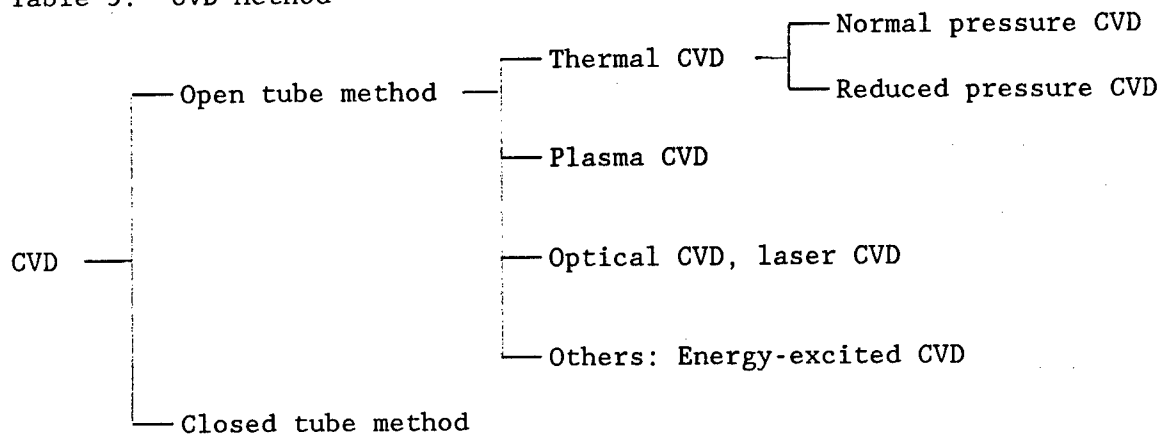 Table 5. CVD Method
Normal pressure CVD
Thermal CVD
Open tube method
Reduced pressure CVD
Plasma CVD
CVD
Optical CVD, laser CVD
Others: Energy-excited CVD
Closed tube method